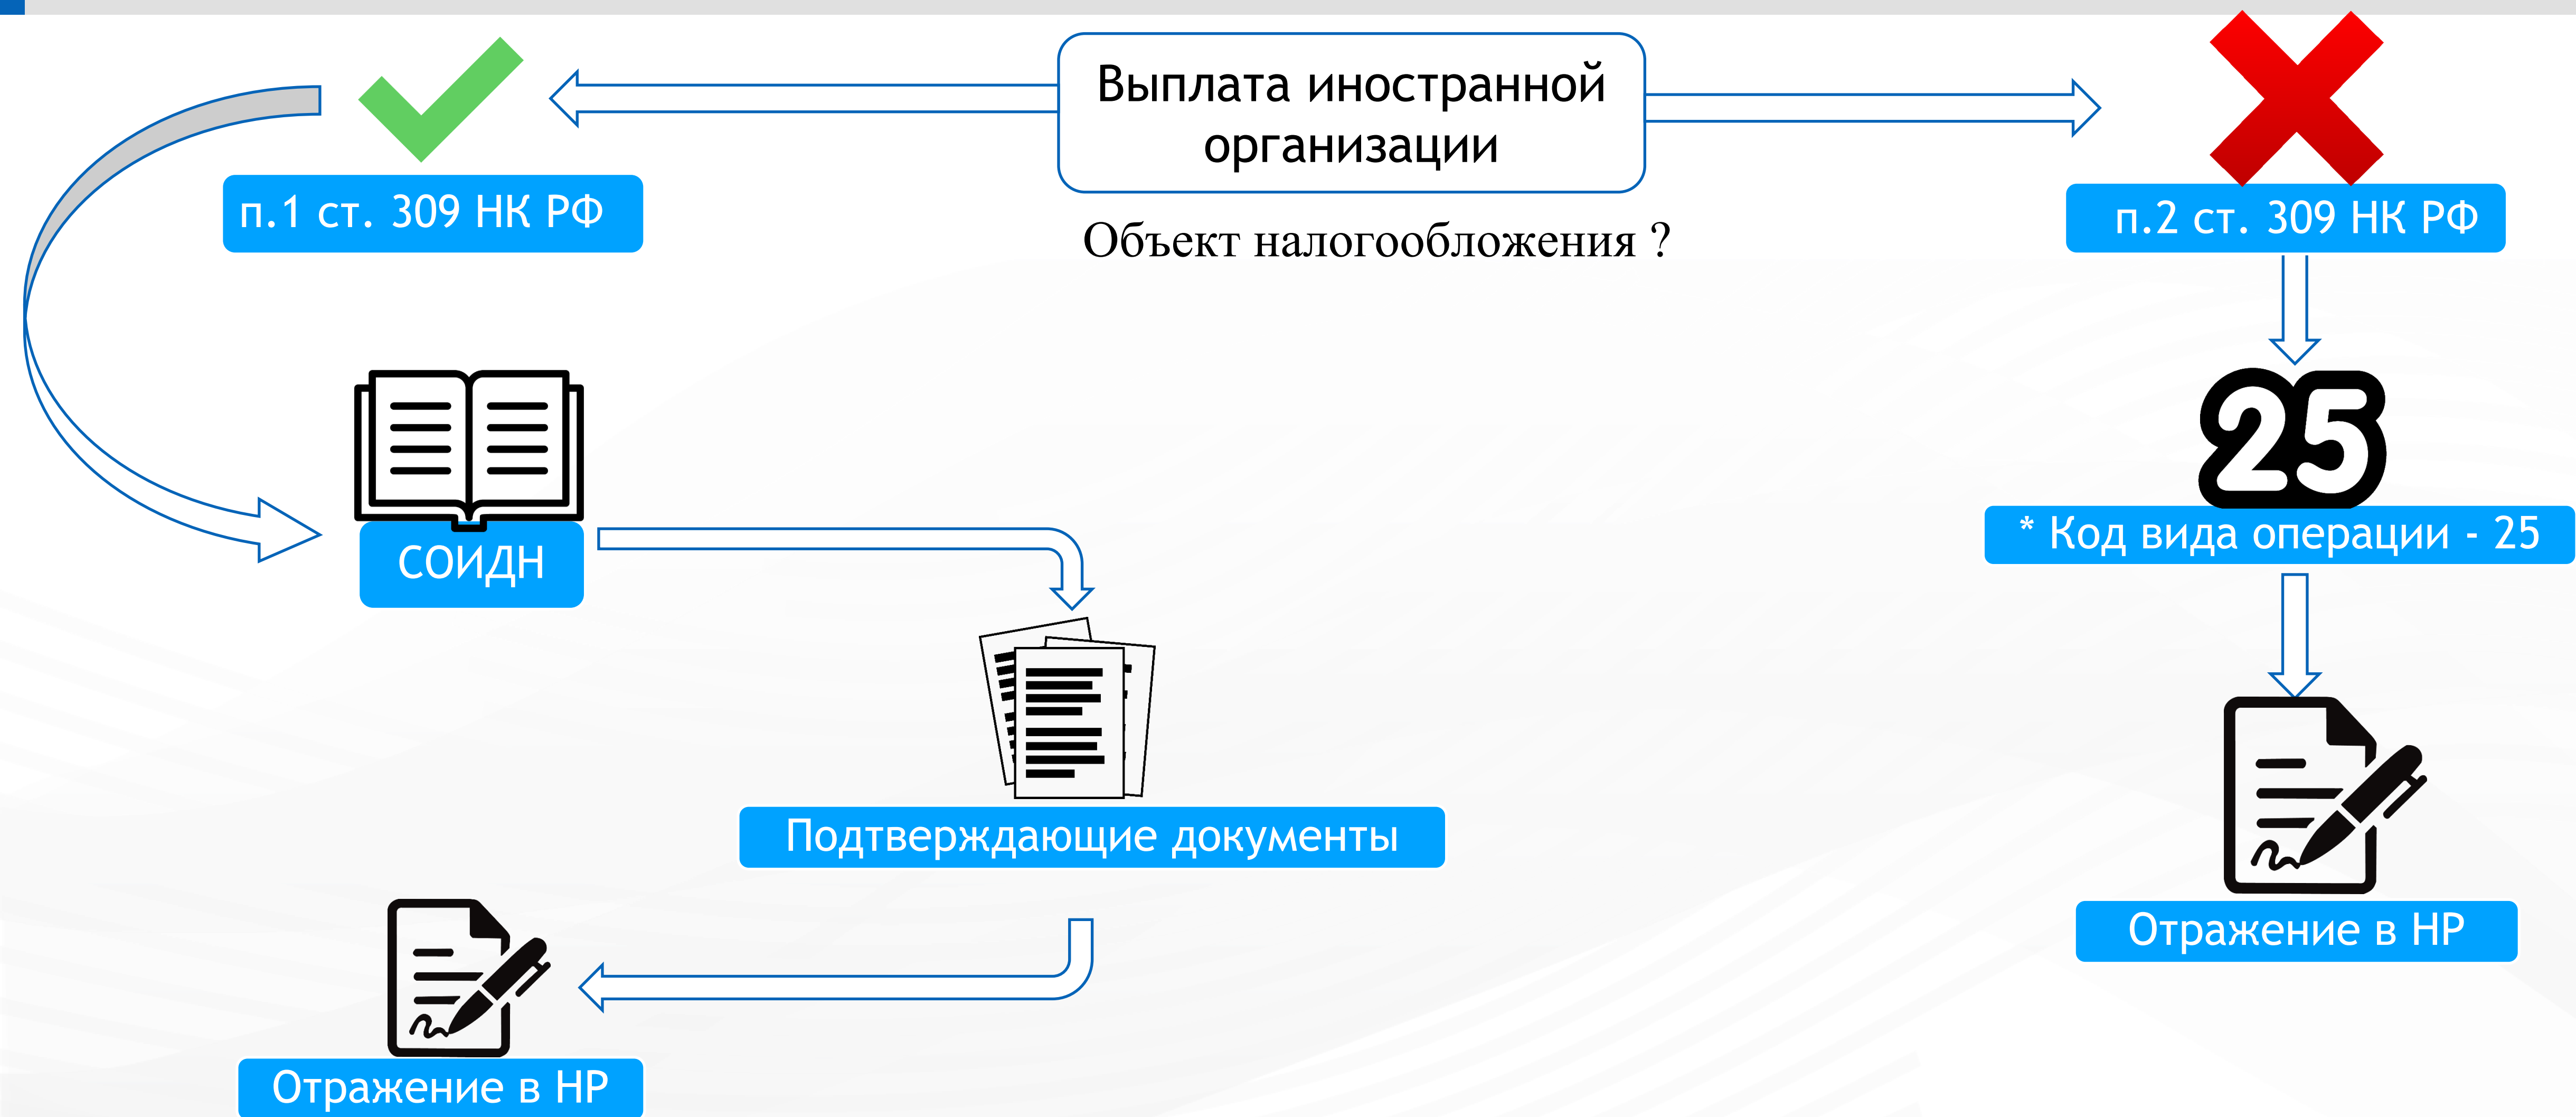 Выплата иностранной
организации
п.1 ст. 309 НК РФ
п.2 ст. 309 НК РФ
Объект налогообложения ?
25
* Код вида операции - 25
СОИДН
Подтверждающие документы
Отражение в НР
Отражение в НР